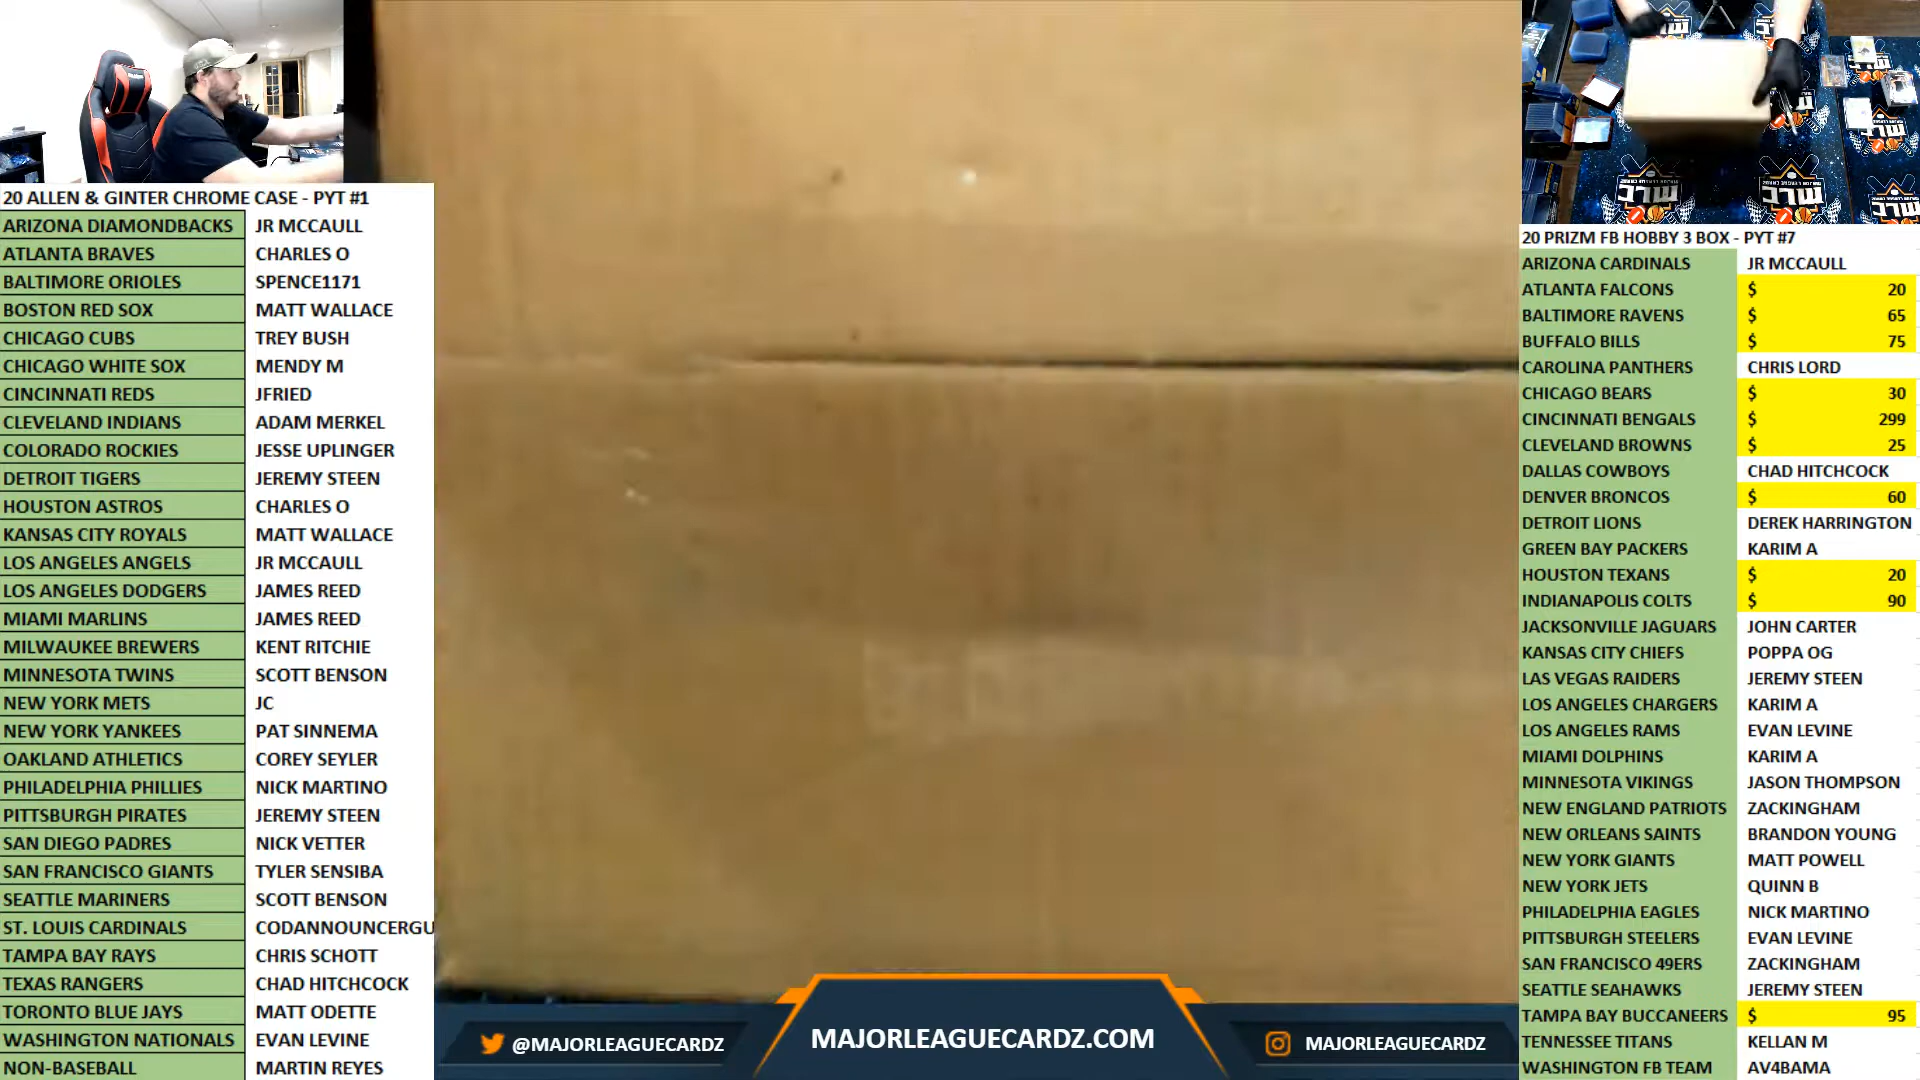 20 ALLEN & GINTER CHROME CASE - PYT #1
ARIZONA DIAMONDBACKS JR MCCAULL
ATLANTA BRAVES CHARLES O
BALTIMORE ORIOLES SPENCE1171
BOSTON RED SOX MATT WALLACE
CHICAGO CUBS TREY BUSH
CHICAGO WHITE SOX MENDY M
CINCINNATI REDS JFRIED
CLEVELAND INDIANS ADAM MERKEL
COLORADO ROCKIES JESSE UPLINGER
DETROIT TIGERS JEREMY STEEN
HOUSTON ASTROS CHARLES O
KANSAS CITY ROYALS MATT WALLACE
LOS ANGELES ANGELS JR MCCAULL
LOS ANGELES DODGERS JAMES REED
MIAMI MARLINS JAMES REED
MILWAUKEE BREWERS KENT RITCHIE
MINNESOTA TWINS SCOTT BENSON
NEW YORK METS JC
NEW YORK YANKEES PAT SINNEMA
OAKLAND ATHLETICS COREY SEYLER
PHILADELPHIA PHILLIES NICK MARTINO
PITTSBURGH PIRATES JEREMY STEEN
SAN DIEGO PADRES NICK VETTER
SAN FRANCISCO GIANTS TYLER SENSIBA
SEATTLE MARINERS SCOTT BENSON
ST. LOUIS CARDINALS CODANNOUNCERGU
TAMPA BAY RAYS CHRIS SCHOTT
TEXAS RANGERS CHAD HITCHCOCK
TORONTO BLUE JAYS MATT ODETTE
WASHINGTON NATIONALS EVAN LEVINE
NON-BASEBALL MARTIN REYES
@MAJORLEAGUECARDZ
MAJORLEAGUECARDZ.COM
MAJORLEAGUECARDZ
MLC
MLC
MLC
MLC
20 PRIZM FB HOBBY 3 BOX - PYT #7
ARIZONA CARDINALS JR MCCAULL
ATLANTA FALCONS $ 20
BALTIMORE RAVENS $ 65
BUFFALO BILLS $ 75
CAROLINA PANTHERS CHRIS LORD
CHICAGO BEARS $ 30
CINCINNATI BENGALS $ 299
CLEVELAND BROWNS $ 25
DALLAS COWBOYS CHAD HITCHCOCK
DENVER BRONCOS $ 60
DETROIT LIONS DEREK HARRINGTON
GREEN BAY PACKERS KARIM A
HOUSTON TEXANS $ 20
INDIANAPOLIS COLTS $ 90
JACKSONVILLE JAGUARS JOHN CARTER
KANSAS CITY CHIEFS POPPA OG
LAS VEGAS RAIDERS JEREMY STEEN
LOS ANGELES CHARGERS KARIM A
LOS ANGELES RAMS EVAN LEVINE
MIAMI DOLPHINS KARIM A
MINNESOTA VIKINGS JASON THOMPSON
NEW ENGLAND PATRIOTS ZACKINGHAM
NEW ORLEANS SAINTS BRANDON YOUNG
NEW YORK GIANTS MATT POWELL
NEW YORK JETS QUINN B
PHILADELPHIA EAGLES NICK MARTINO
PITTSBURGH STEELERS EVAN LEVINE
SAN FRANCISCO 49ERS ZACKINGHAM
SEATTLE SEAHAWKS JEREMY STEEN
TAMPA BAY BUCCANEERS $ 95
TENNESSEE TITANS KELLAN M
WASHINGTON FB TEAM AV4BAMA